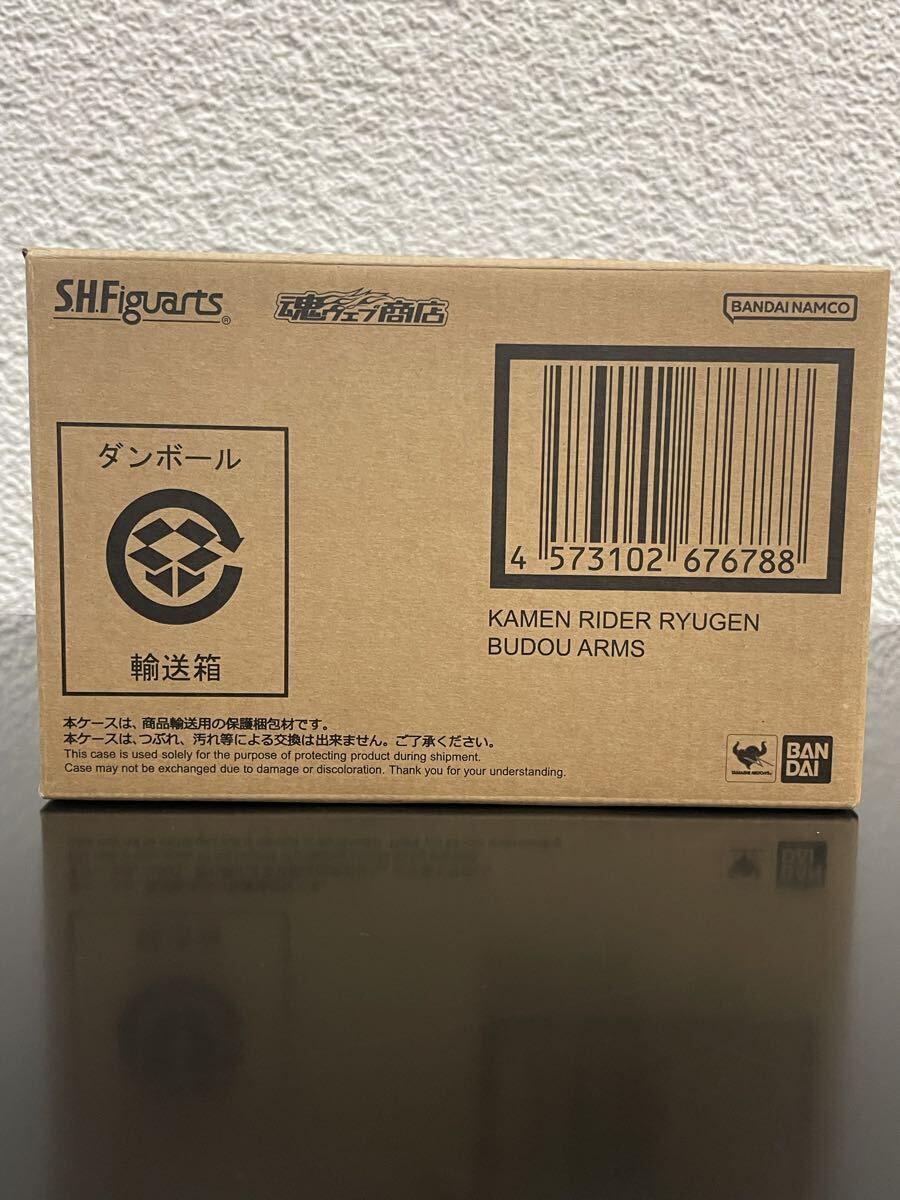 S.H.Figuarts®
魂ウェブ商店
BANDAI NAMCO
ダンボール
輸送箱
4 573102 676788
KAMEN RIDER RYUGEN
BUDOU ARMS
本ケースは、商品輸送用の保護梱包材です。
本ケースは、つぶれ、汚れ等による交換は出来ません。ご了承ください。
This case is used solely for the purpose of protecting product during shipment.
Case may not be exchanged due to damage or discoloration. Thank you for your understanding.
TAMASHII NATIONS
BAN
DAI